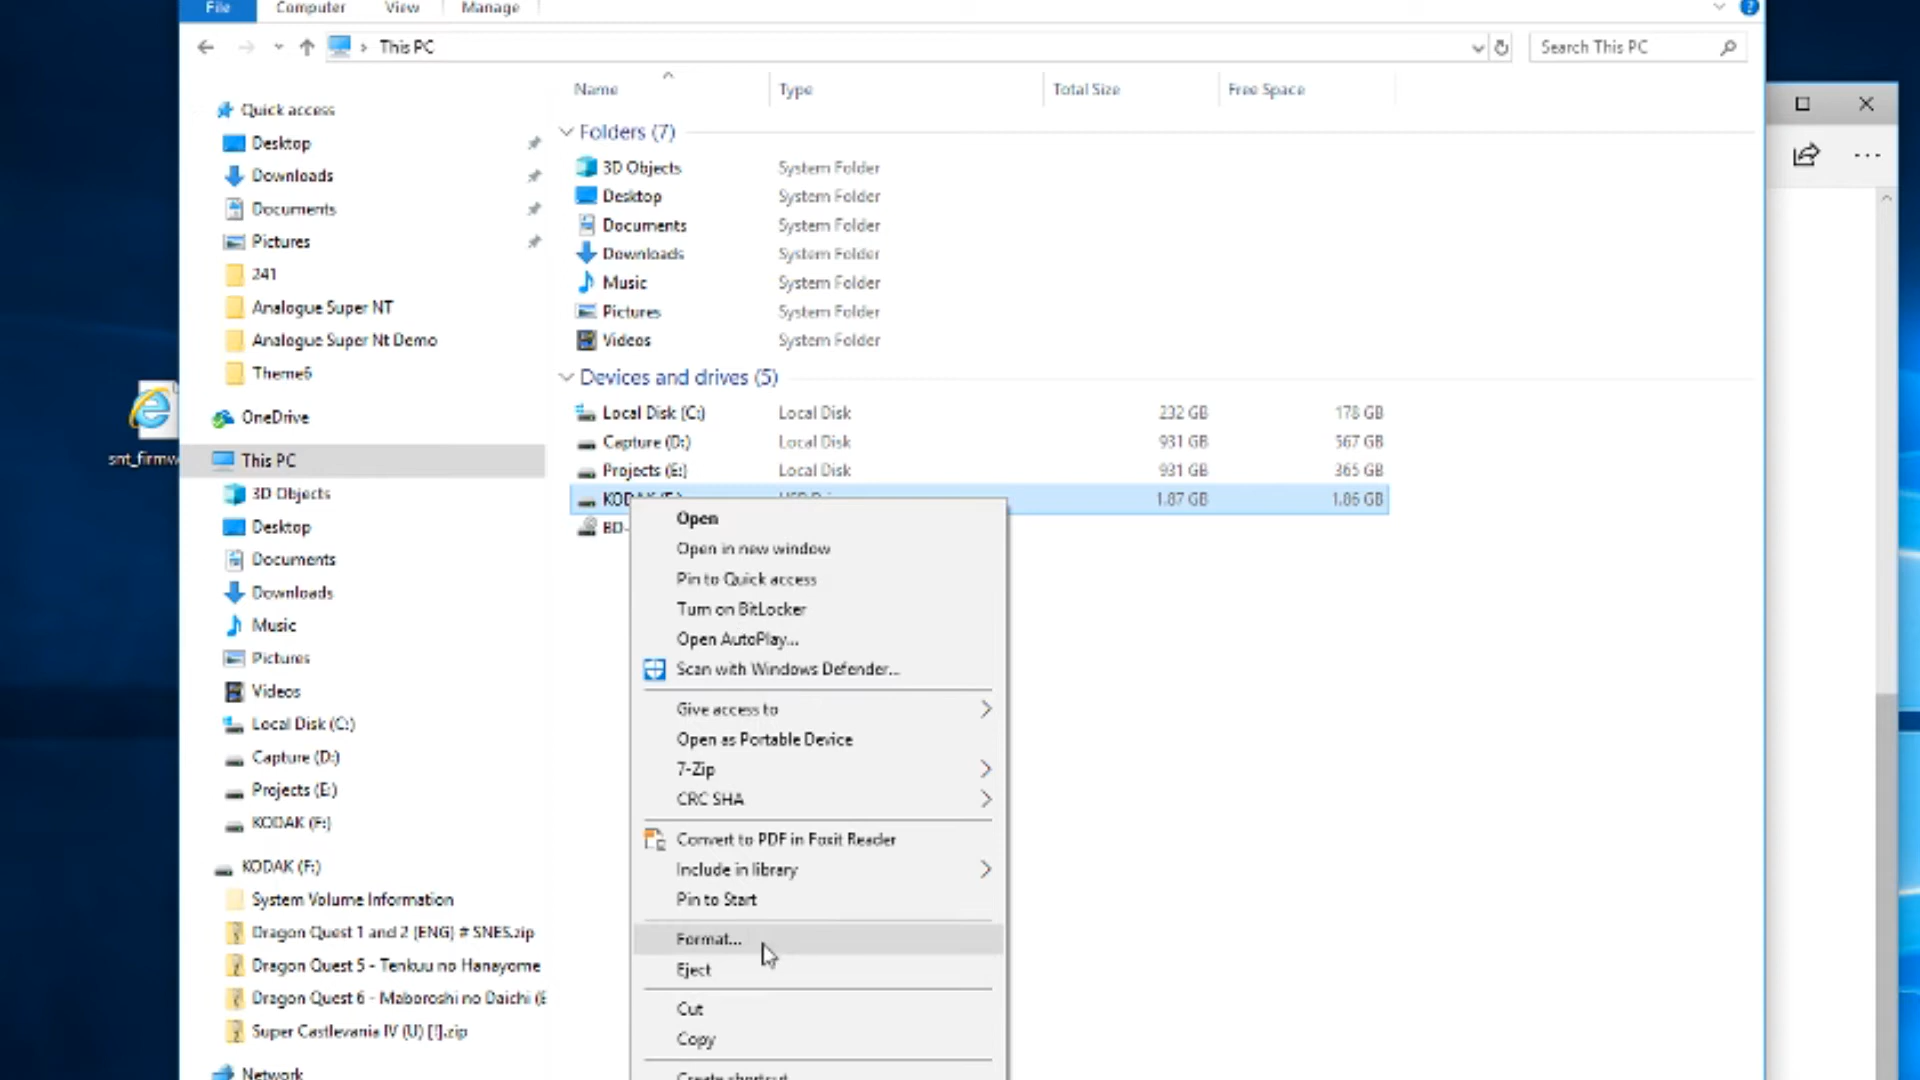 File Computer View Manage
This PC
Search This PC
Name Type Total Size Free Space
Quick access
Desktop
Downloads
Documents
Pictures
241
Analogue Super NT
Analogue Super Nt Demo
Theme6
OneDrive
This PC
3D Objects
Desktop
Documents
Downloads
Music
Pictures
Videos
Local Disk (C:)
Capture (D:)
Projects (E:)
KODAK (F:)
KODAK (F:)
System Volume Information
Dragon Quest 1 and 2 [ENG] # SNES.zip
Dragon Quest 5 - Tenkuu no Hanayome
Dragon Quest 6 - Maboroshi no Daichi (E
Super Castlevania IV (U) [!].zip
Network
snt_firmw
Folders (7)
3D Objects System Folder
Desktop System Folder
Documents System Folder
Downloads System Folder
Music System Folder
Pictures System Folder
Videos System Folder
Devices and drives (5)
Local Disk (C:) Local Disk 232 GB 178 GB
Capture (D:) Local Disk 931 GB 567 GB
Projects (E:) Local Disk 931 GB 365 GB
KODAK (F:) 1.87 GB 1.86 GB
BD-
Open
Open in new window
Pin to Quick access
Turn on BitLocker
Open AutoPlay...
Scan with Windows Defender...
Give access to
Open as Portable Device
7-Zip
CRC SHA
Convert to PDF in Foxit Reader
Include in library
Pin to Start
Format...
Eject
Cut
Copy
Create shortcut